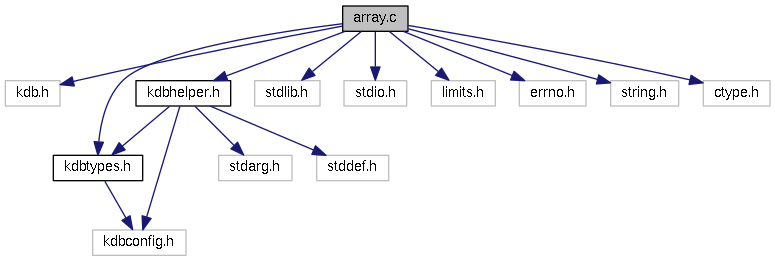 array.c
kdb.h
kdbhelper.h
stdlib.h
stdio.h
limits.h
errno.h
string.h
ctype.h
kdbtypes.h
stdarg.h
stddef.h
kdbconfig.h